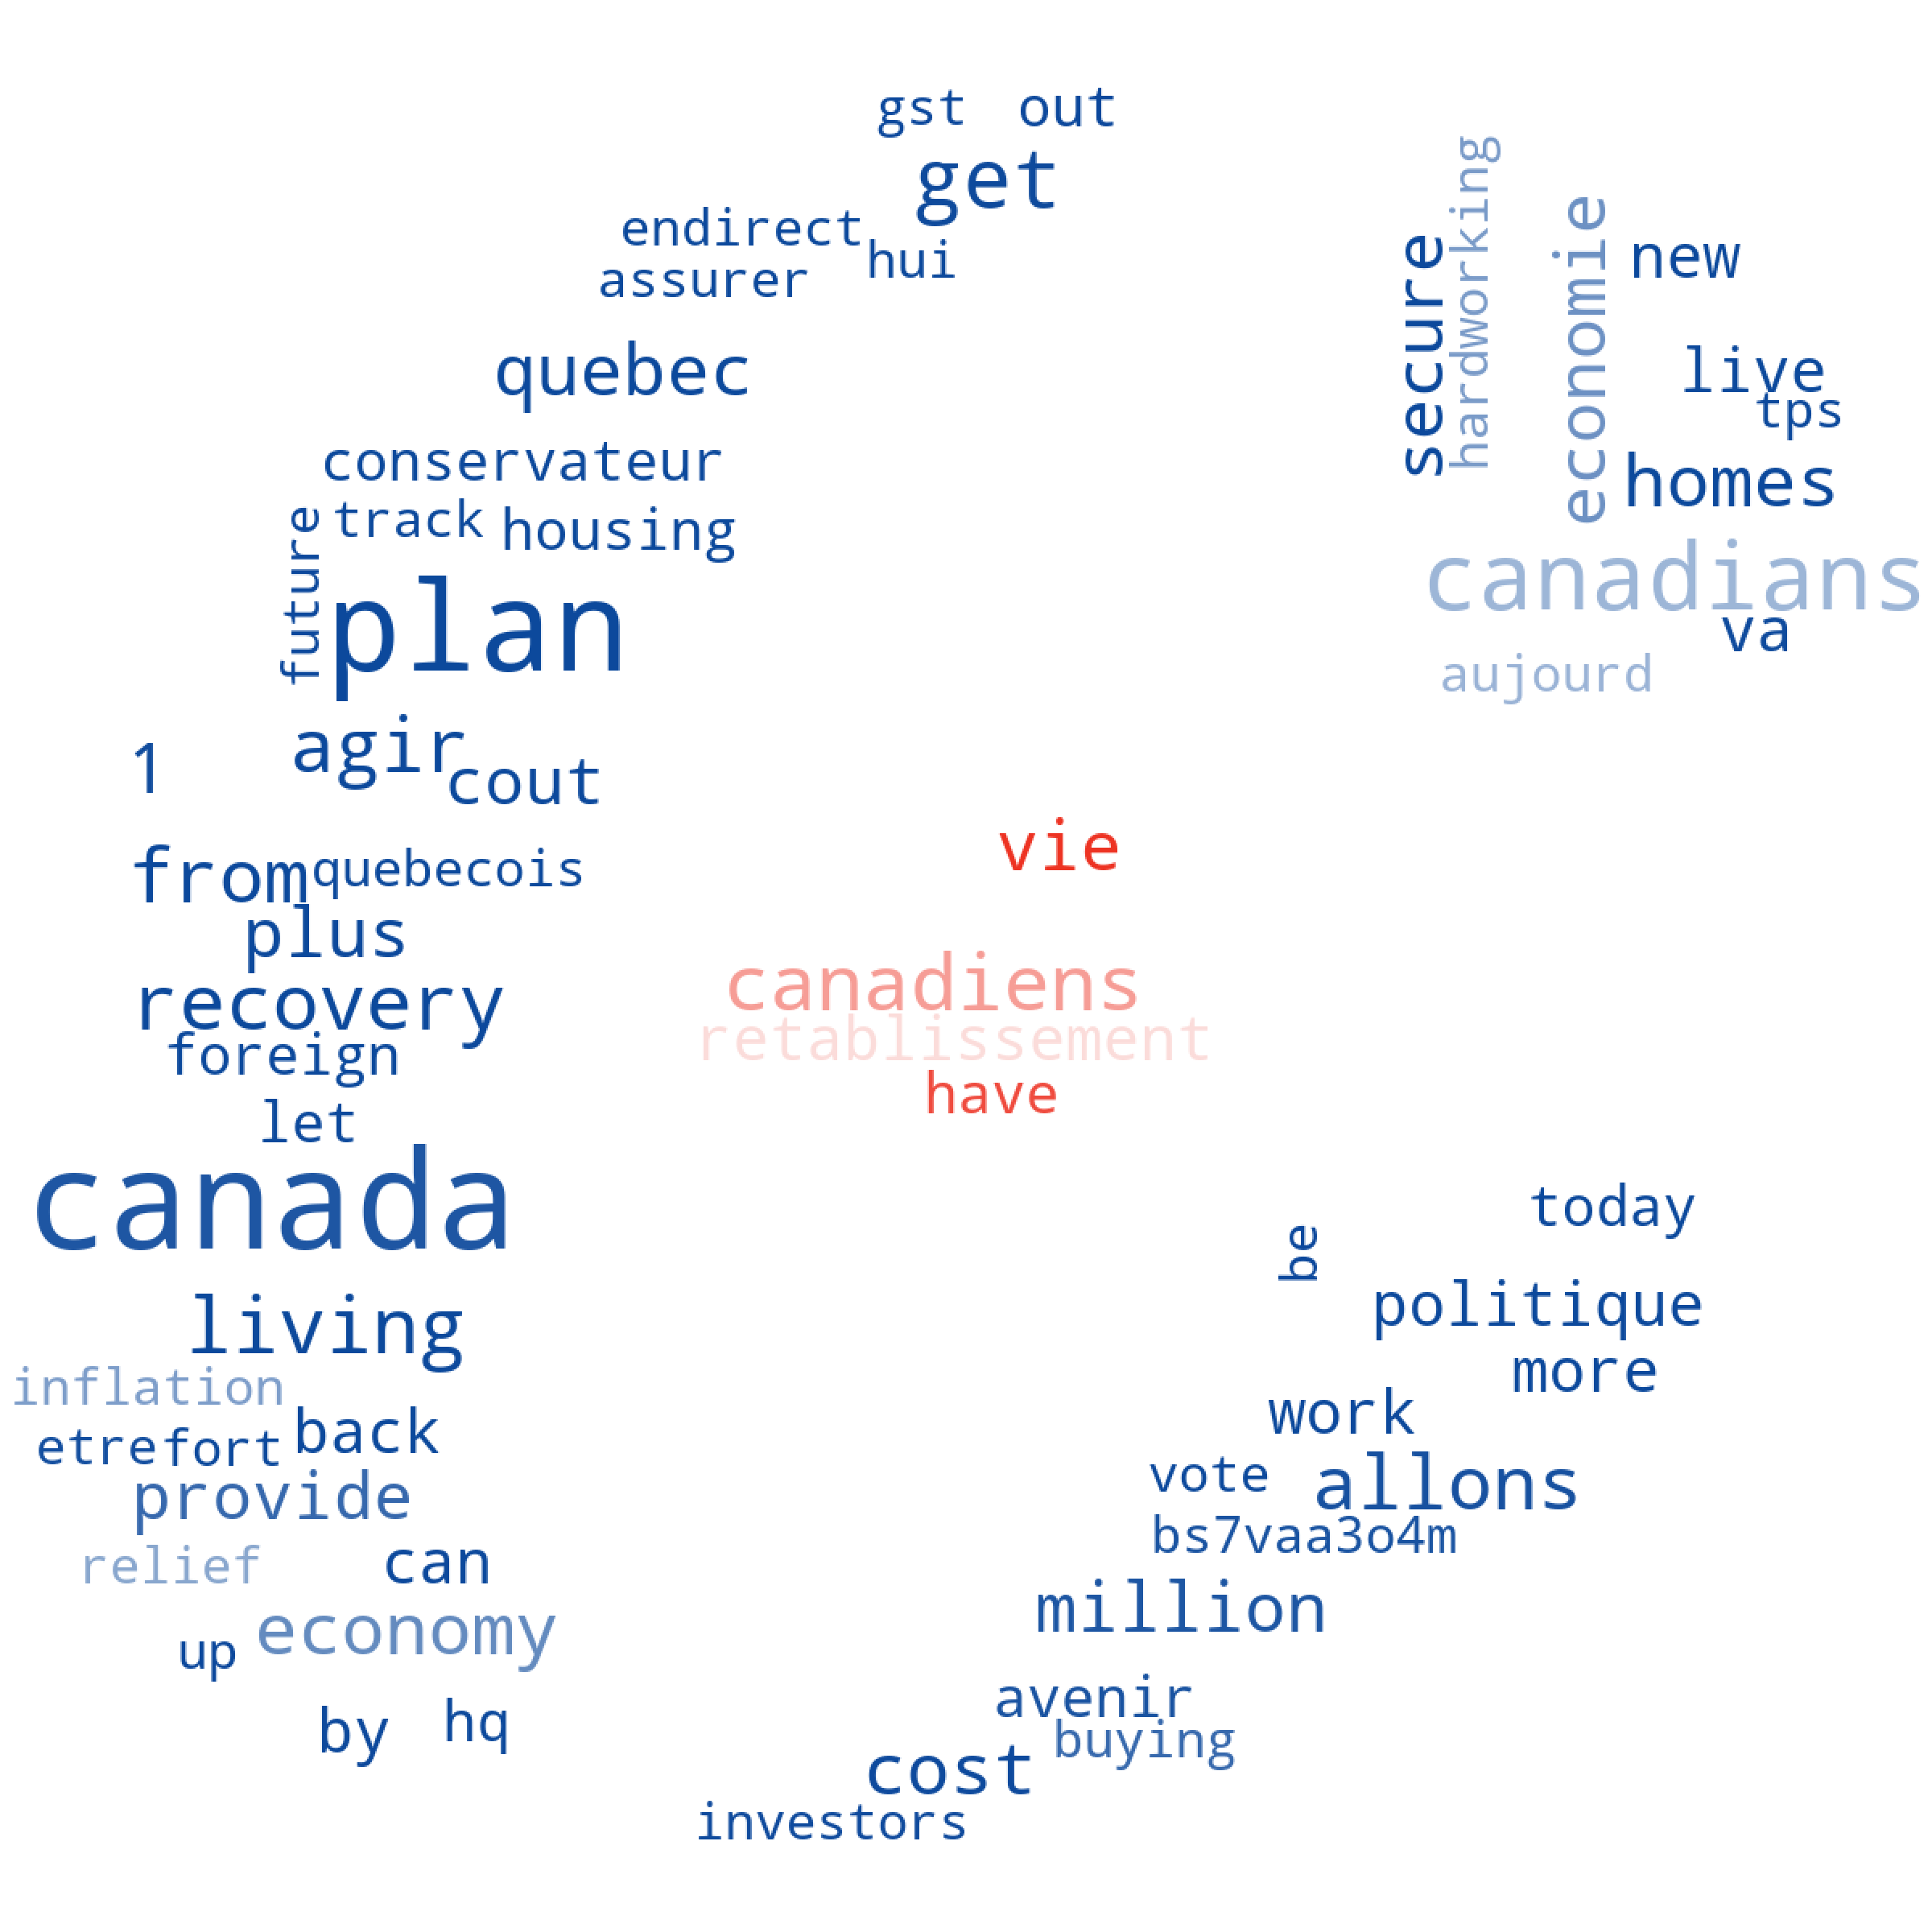 gst out
get
endirect
hui
assurer
hardworking
secure
economie
new
quebec
live
tps
conservateur
homes
track housing
future
plan
canadians
va
aujourd
agir
1
cout
vie
from quebecois
plus
canadiens
recovery
retablissement
foreign
have
let
canada
today
be
living
politique
inflation
more
back
work
etre fort
vote
allons
provide
bs7vaa3o4m
relief
can
million
economy
up
avenir
by
hq
buying
cost
investors